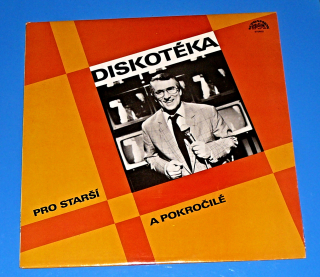 DISKOTÉKA
PRO STARŠÍ
A POKROČILÉ